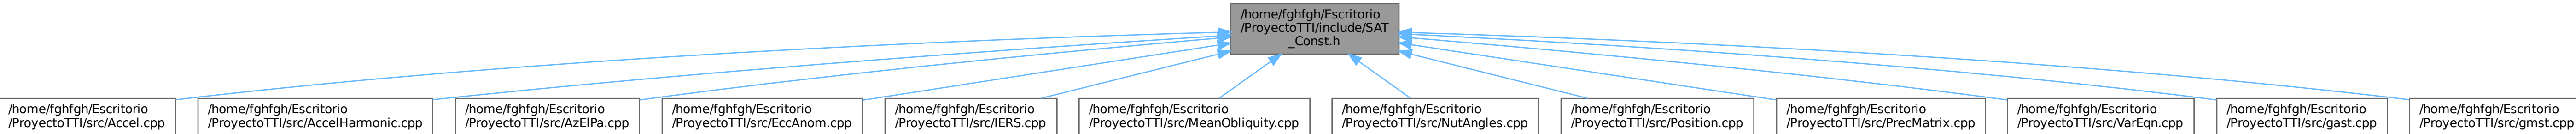 /home/fghfgh/Escritorio
/ProyectoTTI/include/SAT
_Const.h
/home/fghfgh/Escritorio
/ProyectoTTI/src/Accel.cpp
/home/fghfgh/Escritorio
/ProyectoTTI/src/AccelHarmonic.cpp
/home/fghfgh/Escritorio
/ProyectoTTI/src/AzElPa.cpp
/home/fghfgh/Escritorio
/ProyectoTTI/src/EccAnom.cpp
/home/fghfgh/Escritorio
/ProyectoTTI/src/IERS.cpp
/home/fghfgh/Escritorio
/ProyectoTTI/src/MeanObliquity.cpp
/home/fghfgh/Escritorio
/ProyectoTTI/src/NutAngles.cpp
/home/fghfgh/Escritorio
/ProyectoTTI/src/Position.cpp
/home/fghfgh/Escritorio
/ProyectoTTI/src/PrecMatrix.cpp
/home/fghfgh/Escritorio
/ProyectoTTI/src/VarEqn.cpp
/home/fghfgh/Escritorio
/ProyectoTTI/src/gast.cpp
/home/fghfgh/Escritorio
/ProyectoTTI/src/gmst.cpp